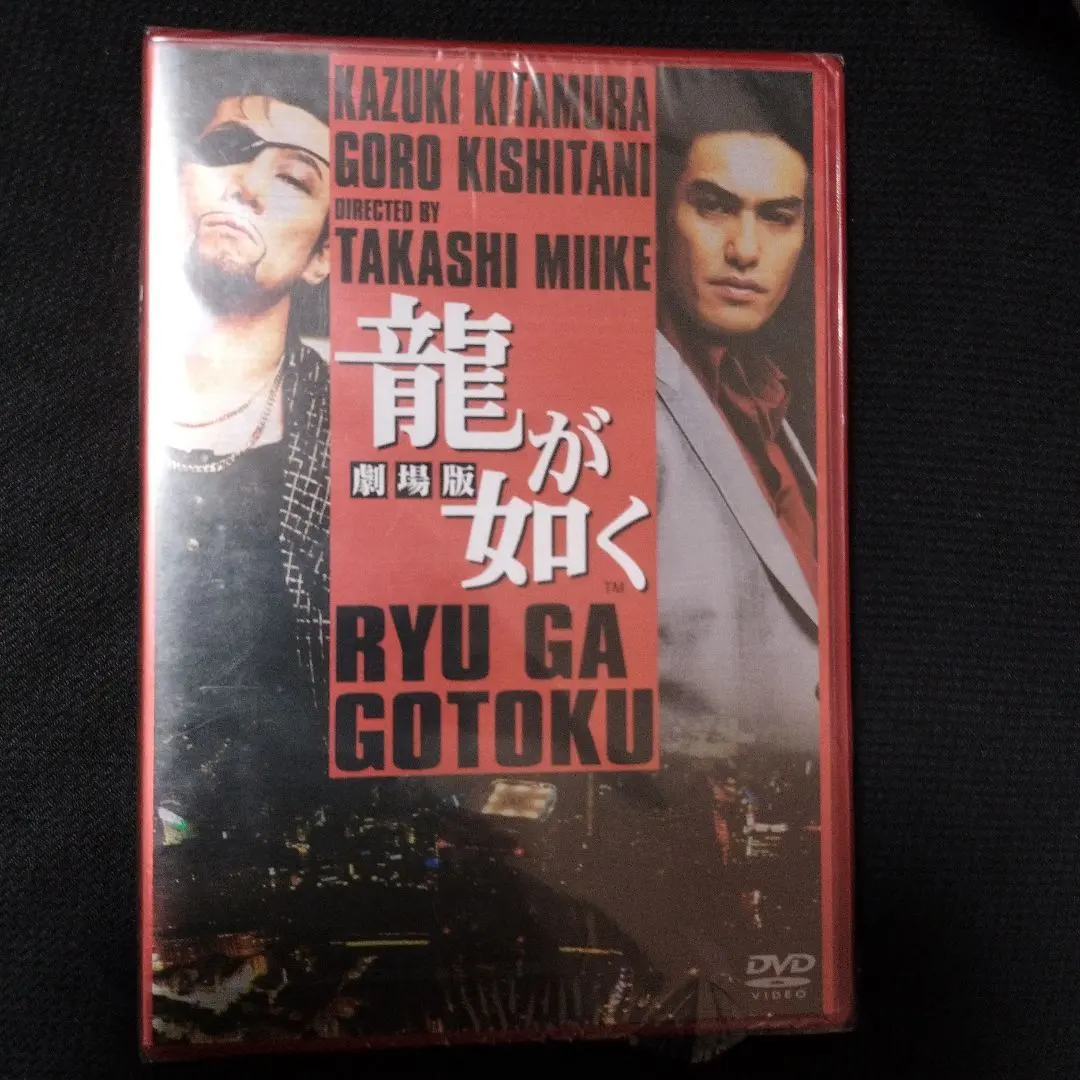 KAZUKI KITAMURA
GORO KISHITANI
DIRECTED BY
TAKASHI MIIKE
龍が
劇場版
如く
TM
RYU GA
GOTOKU
DVD
VIDEO